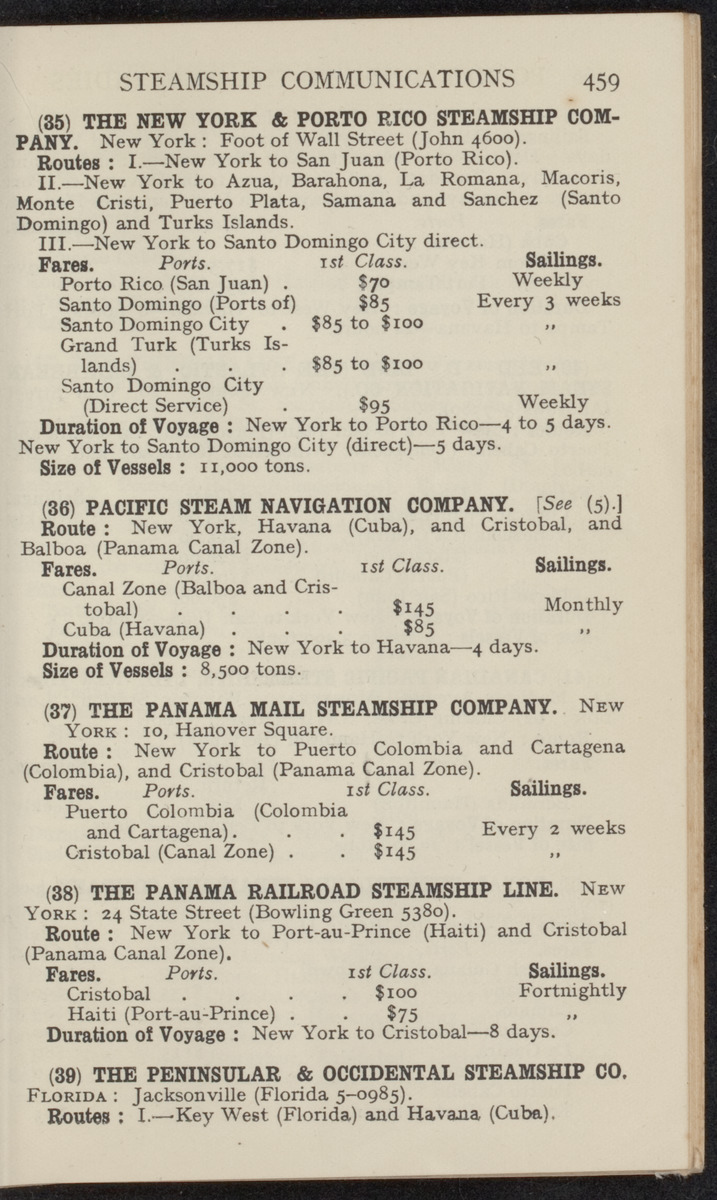 STEAMSHIP COMMUNICATIONS 459
(35) THE NEW YORK & PORTO RICO STEAMSHIP COM-
PANY. New York : Foot of Wall Street (John 4600).
Routes : I.—New York to San Juan (Porto Rico).
II.—New York to Azua, Barahona, La Romana, Macoris,
Monte Cristi, Puerto Plata, Samana and Sanchez (Santo
Domingo) and Turks Islands.
III.—New York to Santo Domingo City direct.
Fares. Ports. 1st Class. Sailings.
Porto Rico (San Juan) . $70 Weekly
Santo Domingo (Ports of) $85 Every 3 weeks
Santo Domingo City . $85 to $100 ,,
Grand Turk (Turks Is-
lands) . . . $85 to $100 ,,
Santo Domingo City
(Direct Service) . $95 Weekly
Duration of Voyage : New York to Porto Rico—4 to 5 days.
New York to Santo Domingo City (direct)—5 days.
Size of Vessels : 11,000 tons.
(36) PACIFIC STEAM NAVIGATION COMPANY. [See (5).]
Route : New York, Havana (Cuba), and Cristobal, and
Balboa (Panama Canal Zone).
Fares. Ports. 1st Class. Sailings.
Canal Zone (Balboa and Cris-
tobal) . . . . $145 Monthly
Cuba (Havana) . . . $85 ,,
Duration of Voyage : New York to Havana—4 days.
Size of Vessels : 8,500 tons.
(37) THE PANAMA MAIL STEAMSHIP COMPANY. NEW
YORK : 10, Hanover Square.
Route : New York to Puerto Colombia and Cartagena
(Colombia), and Cristobal (Panama Canal Zone).
Fares. Ports. 1st Class. Sailings.
Puerto Colombia (Colombia
and Cartagena). . . $145 Every 2 weeks
Cristobal (Canal Zone) . . $145 ,,
(38) THE PANAMA RAILROAD STEAMSHIP LINE. NEW
YORK : 24 State Street (Bowling Green 5380).
Route : New York to Port-au-Prince (Haiti) and Cristobal
(Panama Canal Zone).
Fares. Ports. 1st Class. Sailings.
Cristobal . . . . $100 Fortnightly
Haiti (Port-au-Prince) . . $75 ,,
Duration of Voyage : New York to Cristobal—8 days.
(39) THE PENINSULAR & OCCIDENTAL STEAMSHIP CO.
FLORIDA : Jacksonville (Florida 5-0985).
Routes : I.—Key West (Florida) and Havana (Cuba).